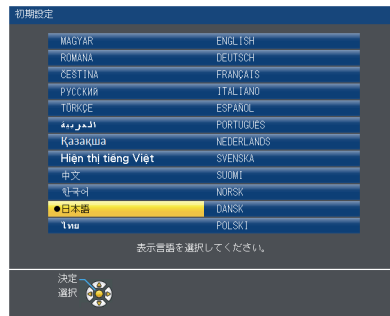 初期設定
MAGYAR ENGLISH
ROMÂNĂ DEUTSCH
ČEŠTINA FRANÇAIS
РУССКИЙ ITALIANO
TÜRKÇE ESPAÑOL
العربية PORTUGUÊS
Қазақша NEDERLANDS
Hiện thị tiếng Việt SVENSKA
中文 SUOMI
한국어 NORSK
●日本語 DANSK
ไทย POLSKI
表示言語を選択してください。
決定
選択